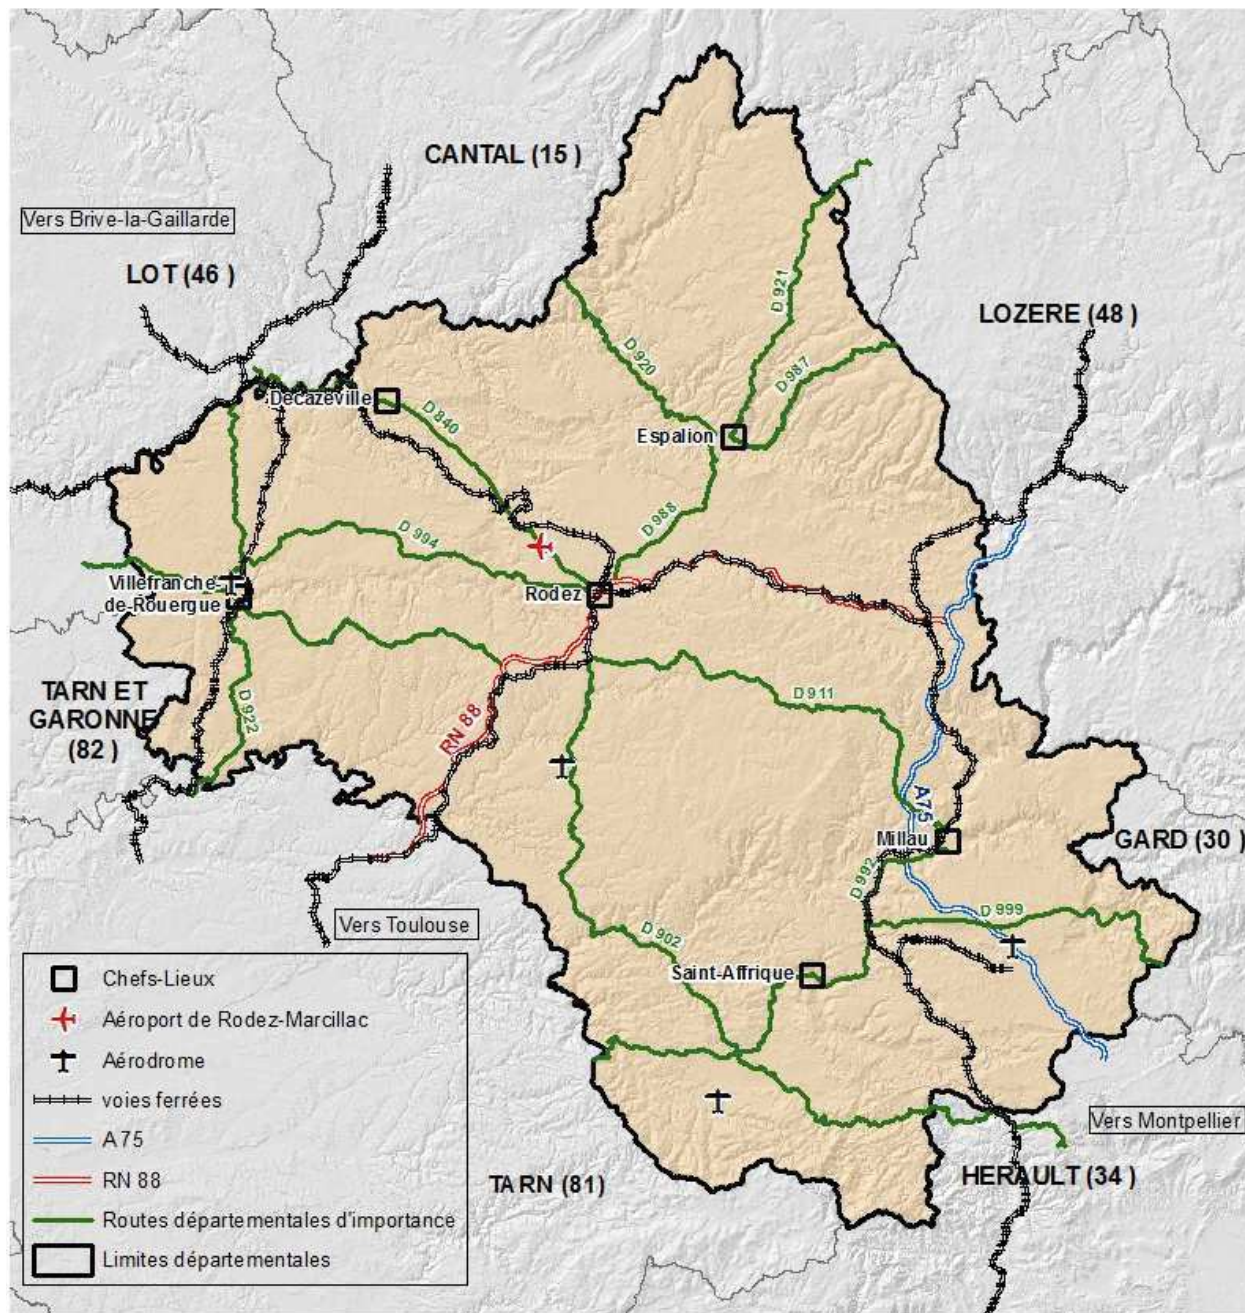 CANTAL (15 )
Vers Brive-la-Gaillarde
LOT (46 )
D 921
LOZERE (48 )
D 920
D 987
Decazeville
D 840
Espalion
D 988
D 994
Villefranche
de-Rouergue
Rodez
TARN ET
GARONNE
(82 )
D 922
D 911
RN 88
A75
Millau
GARD (30 )
D 992
D 999
Vers Toulouse
D 902
Saint-Affrique
Chefs-Lieux
Aéroport de Rodez-Marcillac
Aérodrome
voies ferrées
A 75
RN 88
Routes départementales d'importance
Limites départementales
Vers Montpellier
TARN (81)
HERAULT (34 )